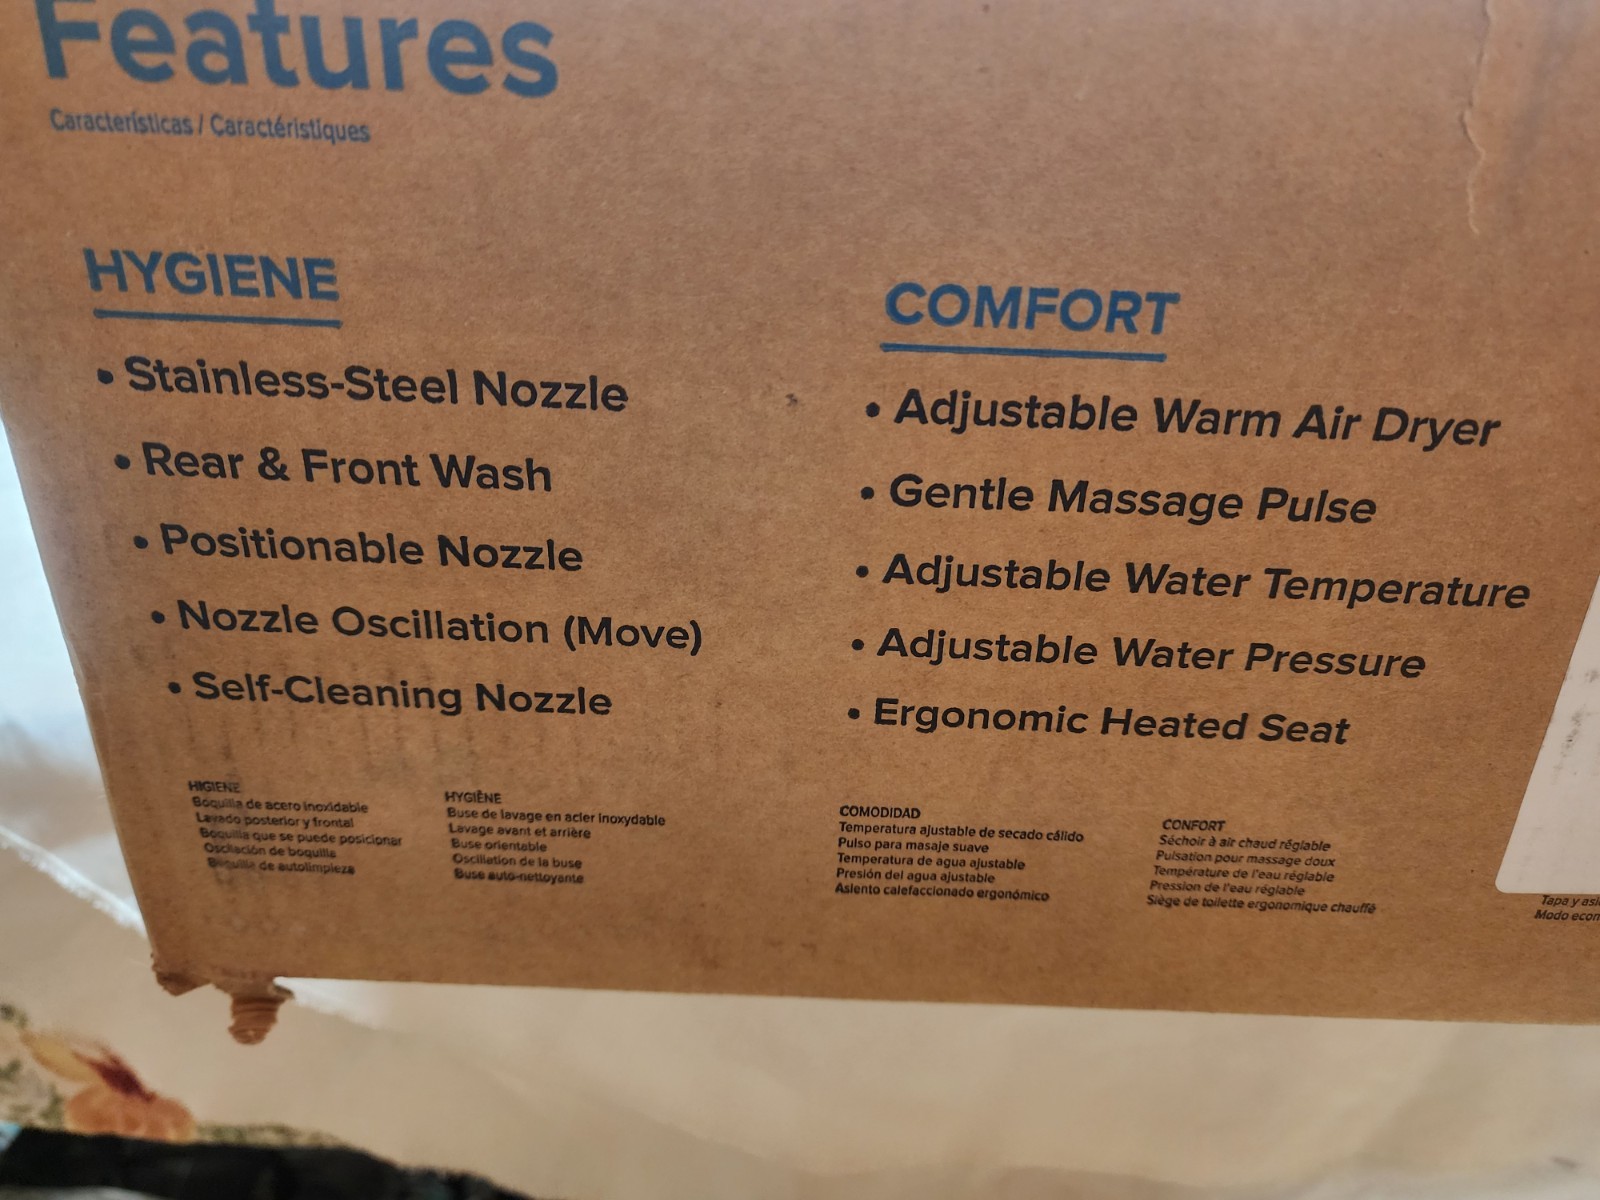 Features
Características / Caractéristiques
HYGIENE
• Stainless-Steel Nozzle
• Rear & Front Wash
• Positionable Nozzle
• Nozzle Oscillation (Move)
• Self-Cleaning Nozzle
COMFORT
• Adjustable Warm Air Dryer
• Gentle Massage Pulse
• Adjustable Water Temperature
• Adjustable Water Pressure
• Ergonomic Heated Seat
HIGIENE
Boquilla de acero inoxidable
Lavado posterior y frontal
Boquilla que se puede posicionar
Oscilación de boquilla
Boquilla de autolimpieza
HYGIÈNE
Buse de lavage en acier inoxydable
Lavage avant et arrière
Buse orientable
Oscillation de la buse
Buse auto-nettoyante
COMODIDAD
Temperatura ajustable de secado cálido
Pulso para masaje suave
Temperatura de agua ajustable
Presión del agua ajustable
Asiento calefaccionado ergonómico
CONFORT
Séchoir à air chaud réglable
Pulsation pour massage doux
Température de l'eau réglable
Pression de l'eau réglable
Siège de toilette ergonomique chauffé
Tapa y
Modo